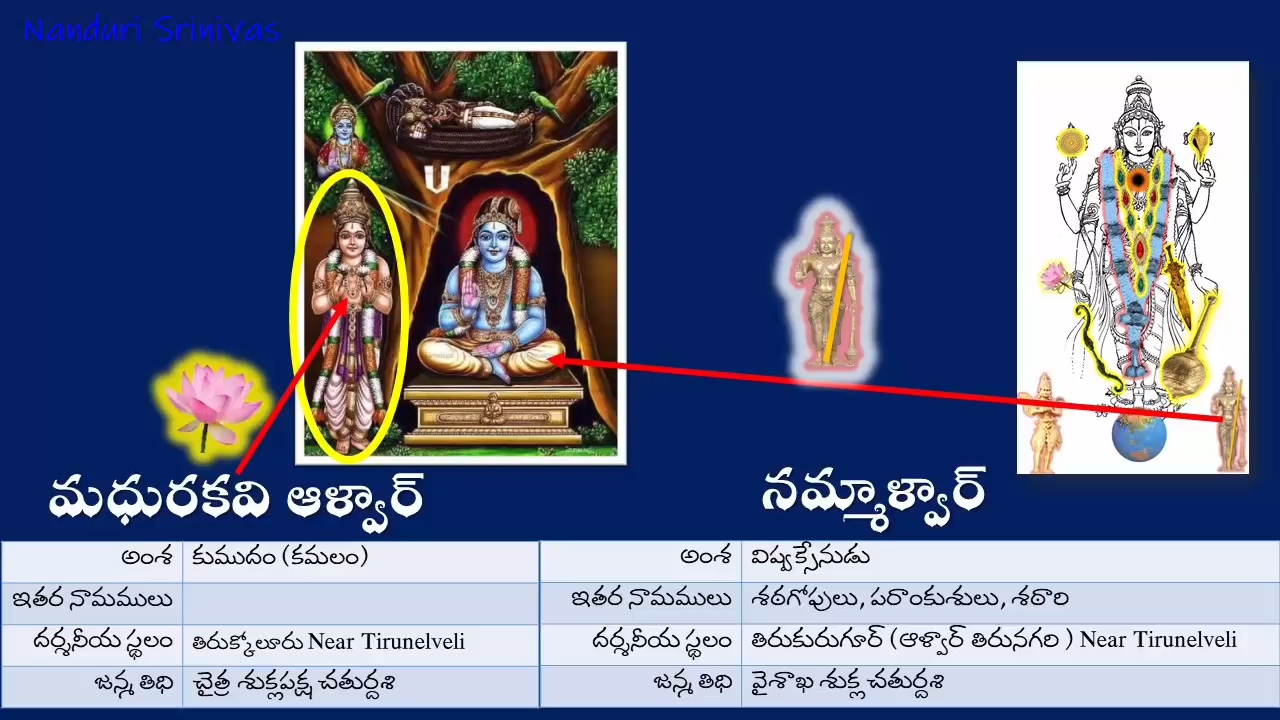 Nanduri Srinivas
మధురకవి ఆళ్వార్
నమ్మాళ్వార్
అంశ కుముదం (కమలం)
ఇతర నామములు
దర్శనీయ స్థలం తిరుక్కోలూరు Near Tirunelveli
జన్మ తిథి చైత్ర శుక్లపక్ష చతుర్దశి
అంశ విష్వక్సేనుడు
ఇతర నామములు శఠగోపులు, పరాంకుశులు, శఠారి
దర్శనీయ స్థలం తిరుకురుగూర్ (ఆళ్వార్ తిరునగరి ) Near Tirunelveli
జన్మ తిథి వైశాఖ శుక్ల చతుర్దశి